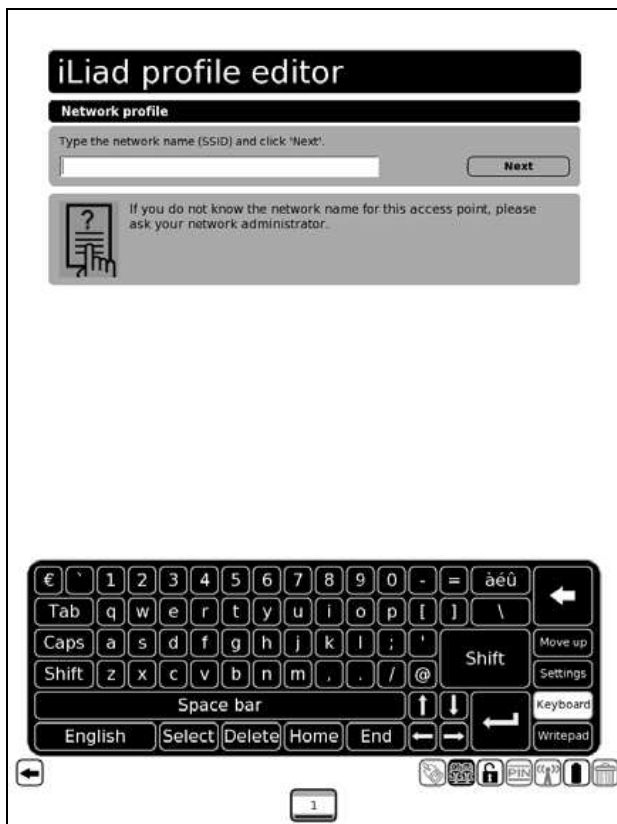 iLiad profile editor
Network profile
Type the network name (SSID) and click 'Next'.
Next
If you do not know the network name for this access point, please
ask your network administrator.
€ ` 1 2 3 4 5 6 7 8 9 0 - = àéû
Tab q w e r t y u i o p [ ] \
Caps a s d f g h j k l ; ' Shift Move up
Shift z x c v b n m , . / @ Settings
Space bar Keyboard
English Select Delete Home End Writepad
PIN
1